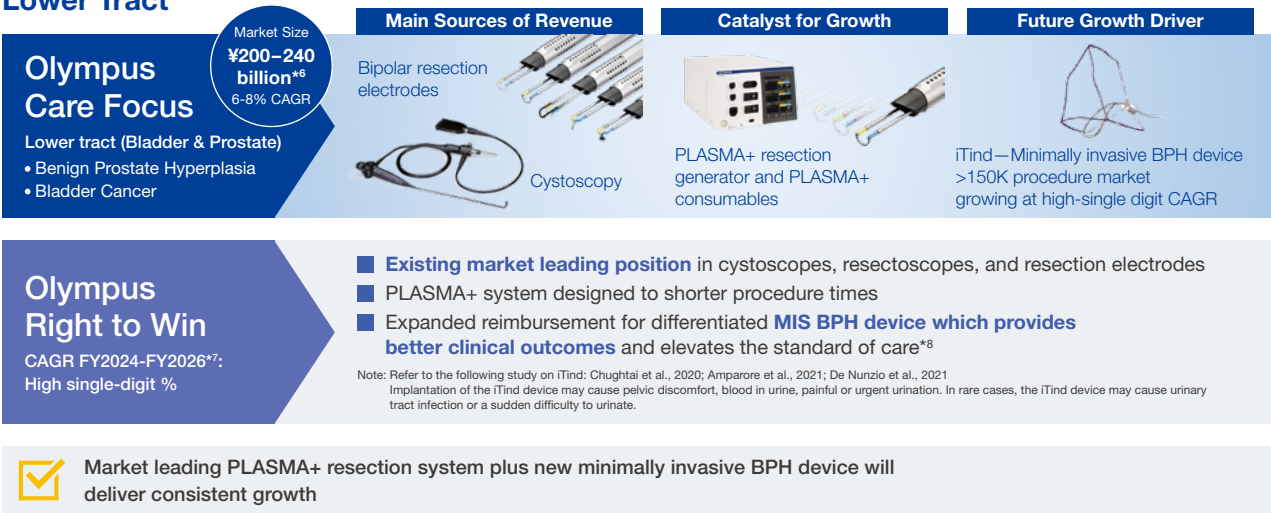 Lower Tract
Market Size
¥200–240
billion*6
6-8% CAGR
Olympus
Care Focus
Lower tract (Bladder & Prostate)
• Benign Prostate Hyperplasia
• Bladder Cancer
Main Sources of Revenue
Bipolar resection
electrodes
Cystoscopy
Catalyst for Growth
PLASMA+ resection
generator and PLASMA+
consumables
Future Growth Driver
iTind—Minimally invasive BPH device
>150K procedure market
growing at high-single digit CAGR
Olympus
Right to Win
CAGR FY2024-FY2026*7:
High single-digit %
Existing market leading position in cystoscopes, resectoscopes, and resection electrodes
PLASMA+ system designed to shorter procedure times
Expanded reimbursement for differentiated MIS BPH device which provides
better clinical outcomes and elevates the standard of care*8
Note: Refer to the following study on iTind: Chughtai et al., 2020; Amparore et al., 2021; De Nunzio et al., 2021
Implantation of the iTind device may cause pelvic discomfort, blood in urine, painful or urgent urination. In rare cases, the iTind device may cause urinary
tract infection or a sudden difficulty to urinate.
Market leading PLASMA+ resection system plus new minimally invasive BPH device will
deliver consistent growth